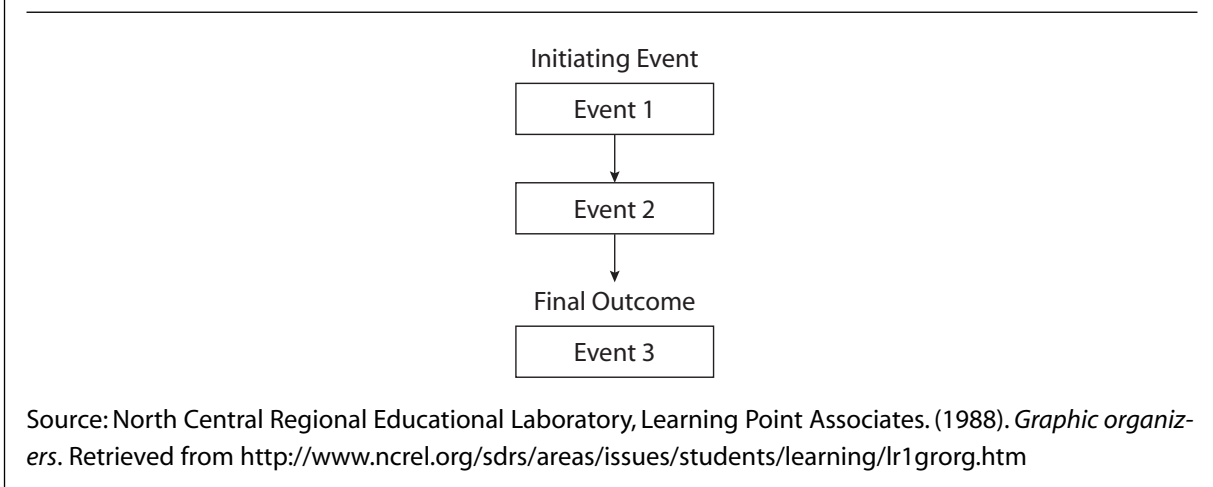 Initiating Event
Event 1
Event 2
Final Outcome
Event 3
Source: North Central Regional Educational Laboratory, Learning Point Associates. (1988). Graphic organiz-
ers. Retrieved from http://www.ncrel.org/sdrs/areas/issues/students/learning/lr1grorg.htm